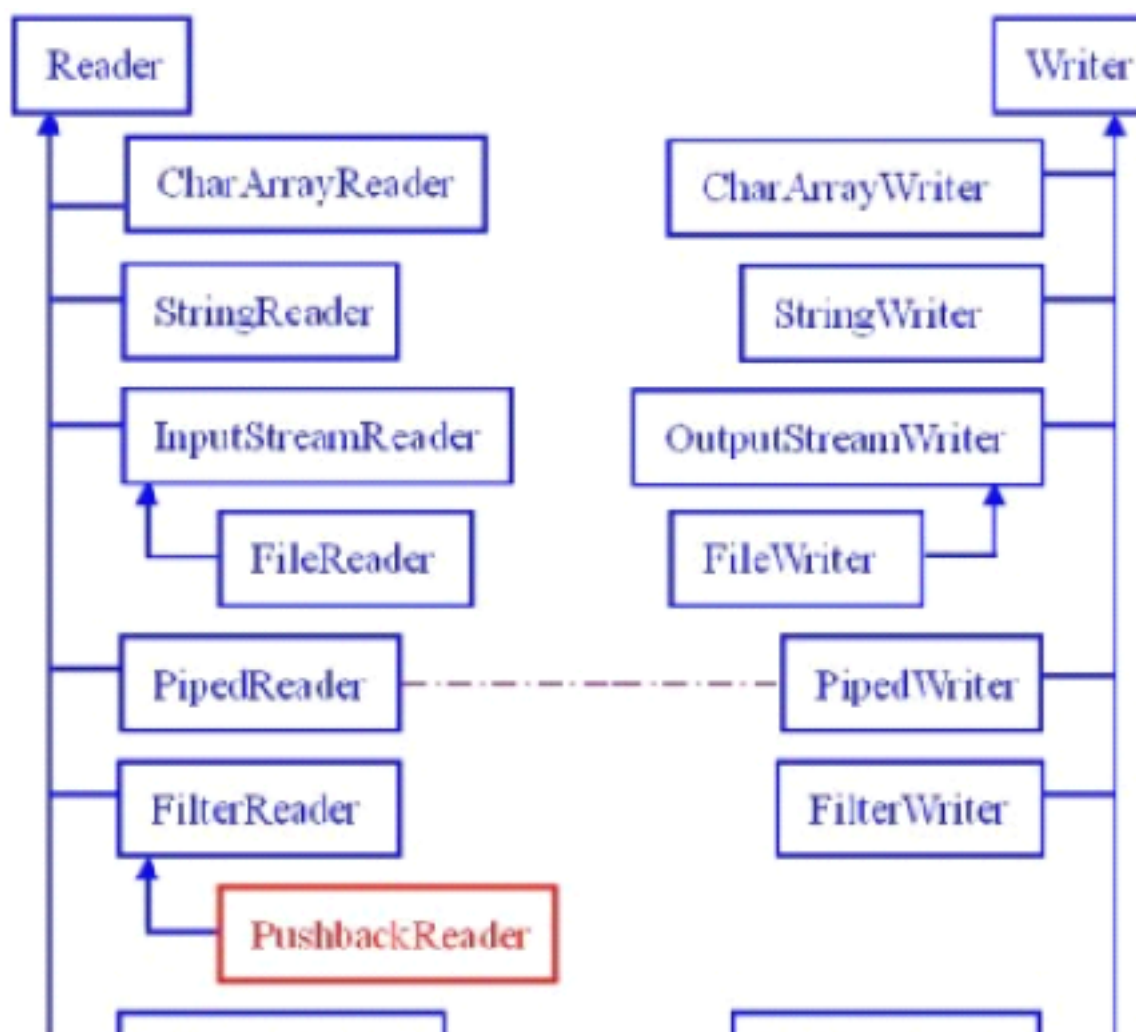 Reader
Writer
CharArrayReader
CharArrayWriter
StringReader
StringWriter
InputStreamReader
OutputStreamWriter
FileReader
FileWriter
PipedReader
PipedWriter
FilterReader
FilterWriter
PushbackReader